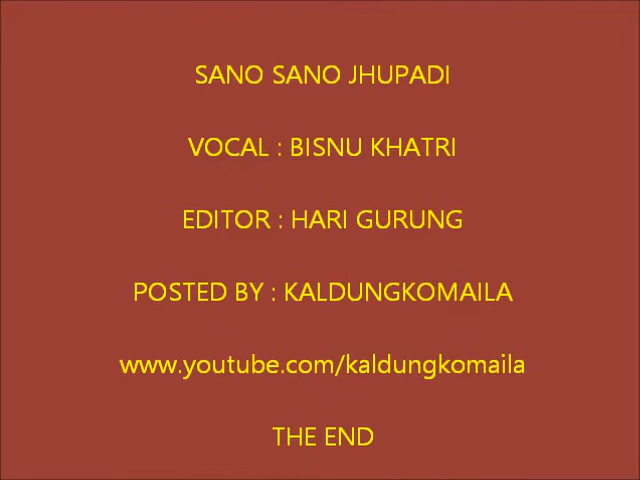 SANO SANO JHUPADI
VOCAL : BISNU KHATRI
EDITOR : HARI GURUNG
POSTED BY : KALDUNGKOMAILA
www.youtube.com/kaldungkomaila
THE END